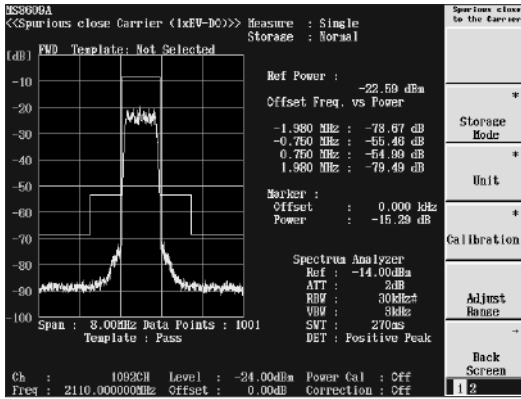 MS8609A
<<Spurious close Carrier (1xEV-DO)>> Measure : Single
Storage : Normal
FWD Template: Not Selected
[dB]
-10
-20
-30
-40
-50
-60
-70
-80
-90
-100
Span : 8.00MHz Data Points : 1001
Template : Pass
Ref Power :
-22.59 dBm
Offset Freq. vs Power
-1.980 MHz : -78.67 dB
-0.750 MHz : -55.46 dB
0.750 MHz : -54.99 dB
1.980 MHz : -79.49 dB
Marker :
Offset : 0.000 kHz
Power : -15.29 dB
Spectrum Analyzer
Ref : -14.00dBm
ATT : 2dB
RBW : 30kHz#
VBW : 3kHz
SWT : 270ms
DET : Positive Peak
Ch : 1092CH Level : -24.00dBm Power Cal : Off
Freq : 2110.000000MHz Offset : 0.00dB Correction : Off
Spurious close
to the Carrier
*
Storage
Mode
*
Unit
*
Calibration
Adjust
Range
→
Back
Screen
1 2